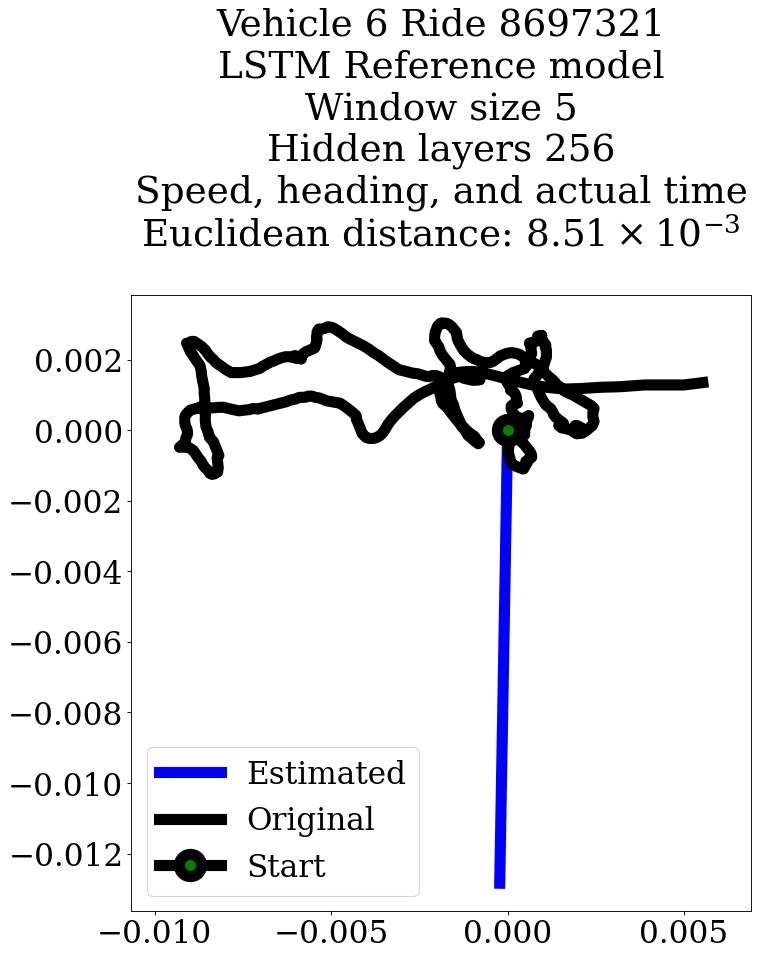 Vehicle 6 Ride 8697321
LSTM Reference model
Window size 5
Hidden layers 256
Speed, heading, and actual time
Euclidean distance: 8.51 × 10⁻³
0.002
0.000
−0.002
−0.004
−0.006
−0.008
−0.010
−0.012
Estimated
Original
Start
−0.010
−0.005
0.000
0.005